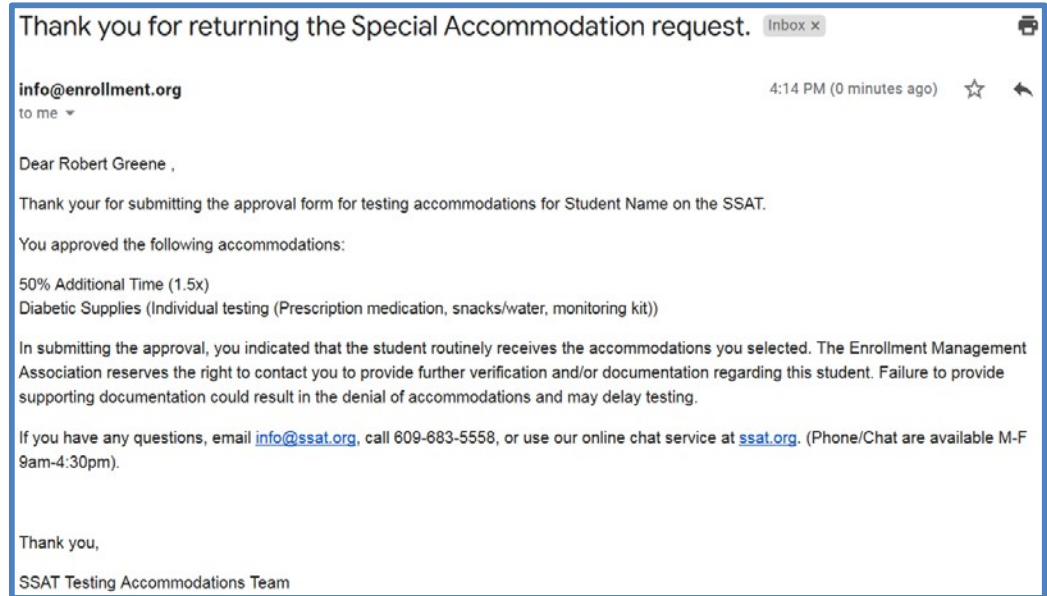 Thank you for returning the Special Accommodation request. Inbox x
info@enrollment.org 4:14 PM (0 minutes ago)
to me
Dear Robert Greene ,
Thank your for submitting the approval form for testing accommodations for Student Name on the SSAT.
You approved the following accommodations:
50% Additional Time (1.5x)
Diabetic Supplies (Individual testing (Prescription medication, snacks/water, monitoring kit))
In submitting the approval, you indicated that the student routinely receives the accommodations you selected. The Enrollment Management
Association reserves the right to contact you to provide further verification and/or documentation regarding this student. Failure to provide
supporting documentation could result in the denial of accommodations and may delay testing.
If you have any questions, email info@ssat.org, call 609-683-5558, or use our online chat service at ssat.org. (Phone/Chat are available M-F
9am-4:30pm).
Thank you,
SSAT Testing Accommodations Team